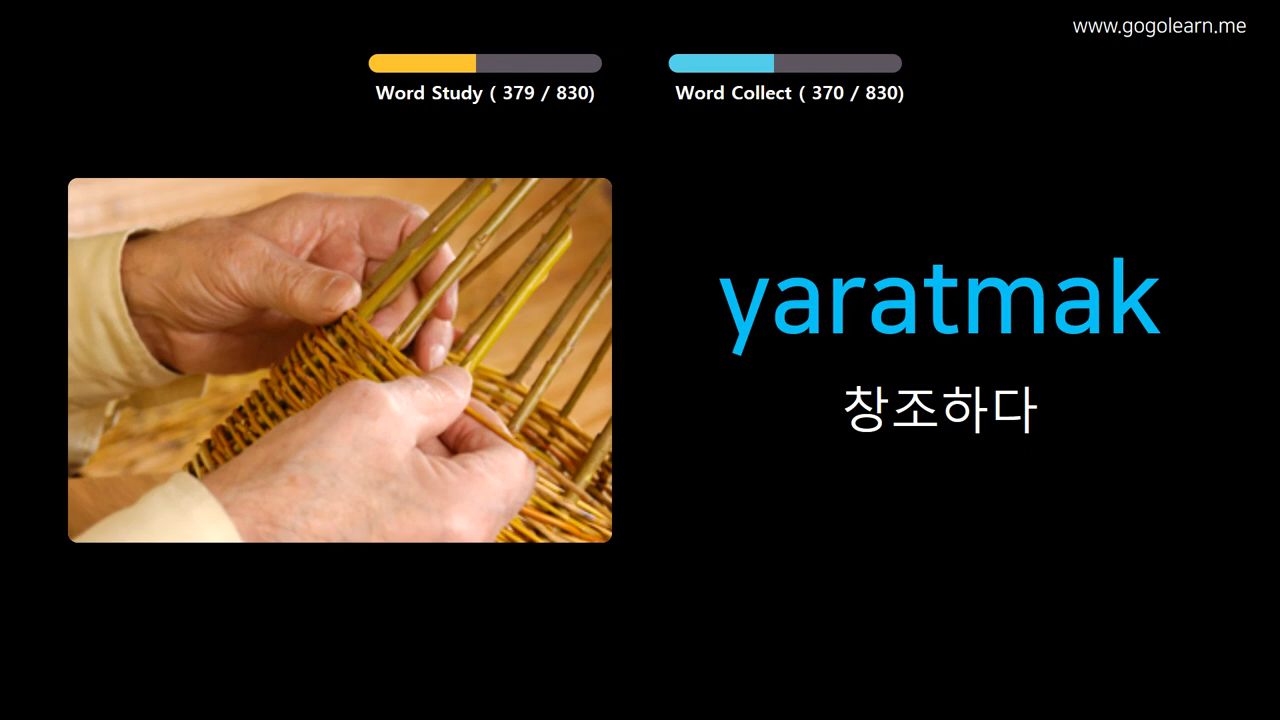 www.gogolearn.me
Word Study ( 379 / 830)
Word Collect ( 370 / 830)
yaratmak
창조하다